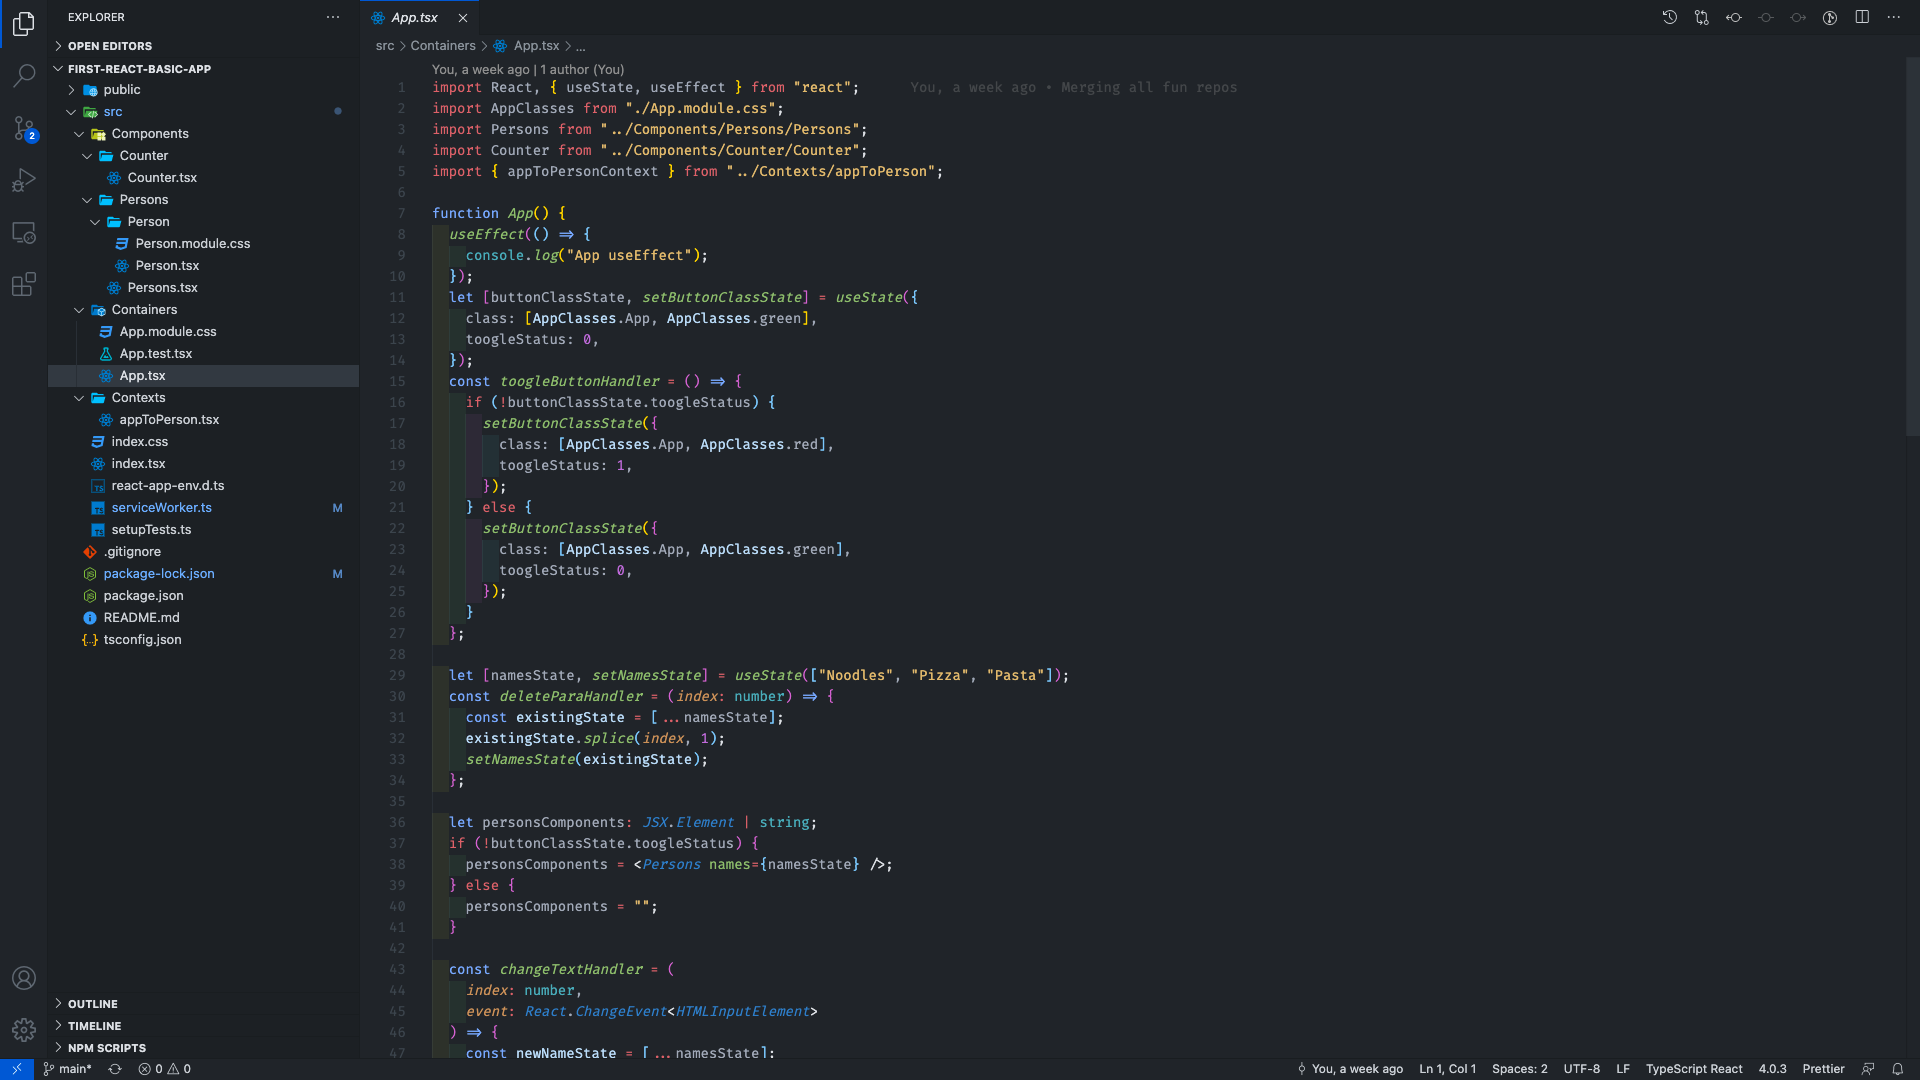 EXPLORER
OPEN EDITORS
FIRST-REACT-BASIC-APP
public
src
Components
Counter
Counter.tsx
Persons
Person
Person.module.css
Person.tsx
Persons.tsx
Containers
App.module.css
App.test.tsx
App.tsx
Contexts
appToPerson.tsx
index.css
index.tsx
react-app-env.d.ts
serviceWorker.ts M
setupTests.ts
.gitignore
package-lock.json M
package.json
README.md
tsconfig.json
OUTLINE
TIMELINE
NPM SCRIPTS
2
App.tsx
src > Containers > App.tsx > ...
You, a week ago | 1 author (You)
1 import React, { useState, useEffect } from "react"; You, a week ago • Merging all fun repos
2 import AppClasses from "./App.module.css";
3 import Persons from "../Components/Persons/Persons";
4 import Counter from "../Components/Counter/Counter";
5 import { appToPersonContext } from "../Contexts/appToPerson";
6
7 function App() {
8 useEffect(() => {
9 console.log("App useEffect");
10 });
11 let [buttonClassState, setButtonClassState] = useState({
12 class: [AppClasses.App, AppClasses.green],
13 toogleStatus: 0,
14 });
15 const toogleButtonHandler = () => {
16 if (!buttonClassState.toogleStatus) {
17 setButtonClassState({
18 class: [AppClasses.App, AppClasses.red],
19 toogleStatus: 1,
20 });
21 } else {
22 setButtonClassState({
23 class: [AppClasses.App, AppClasses.green],
24 toogleStatus: 0,
25 });
26 }
27 };
28
29 let [namesState, setNamesState] = useState(["Noodles", "Pizza", "Pasta"]);
30 const deleteParaHandler = (index: number) => {
31 const existingState = [...namesState];
32 existingState.splice(index, 1);
33 setNamesState(existingState);
34 };
35
36 let personsComponents: JSX.Element | string;
37 if (!buttonClassState.toogleStatus) {
38 personsComponents = <Persons names={namesState} />;
39 } else {
40 personsComponents = "";
41 }
42
43 const changeTextHandler = (
44 index: number,
45 event: React.ChangeEvent<HTMLInputElement>
46 ) => {
47 const newNameState = [...namesState];
main* 0 0 You, a week ago Ln 1, Col 1 Spaces: 2 UTF-8 LF TypeScript React 4.0.3 Prettier